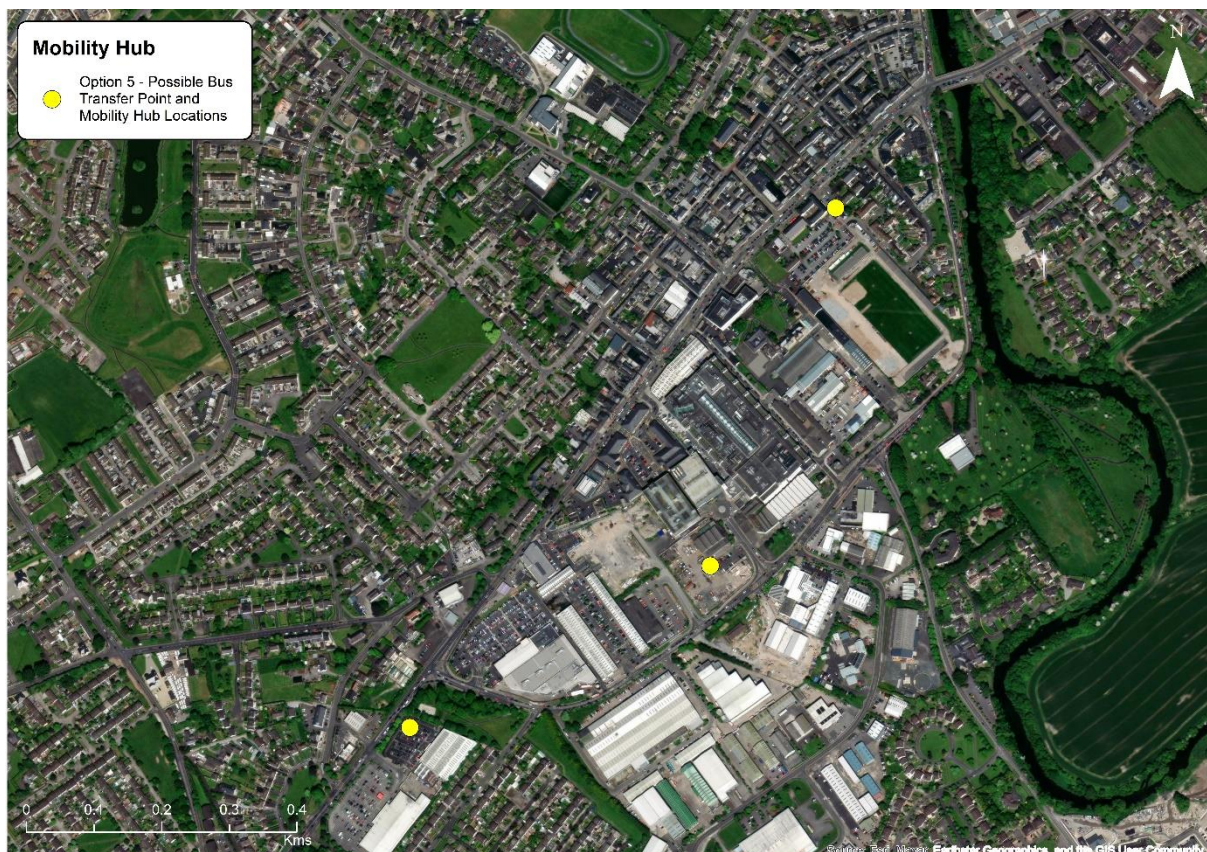 Mobility Hub
Option 5 - Possible Bus
Transfer Point and
Mobility Hub Locations
N
0 0.1 0.2 0.3 0.4
Kms
Source: Esri, Maxar, Earthstar Geographics, and the GIS User Community